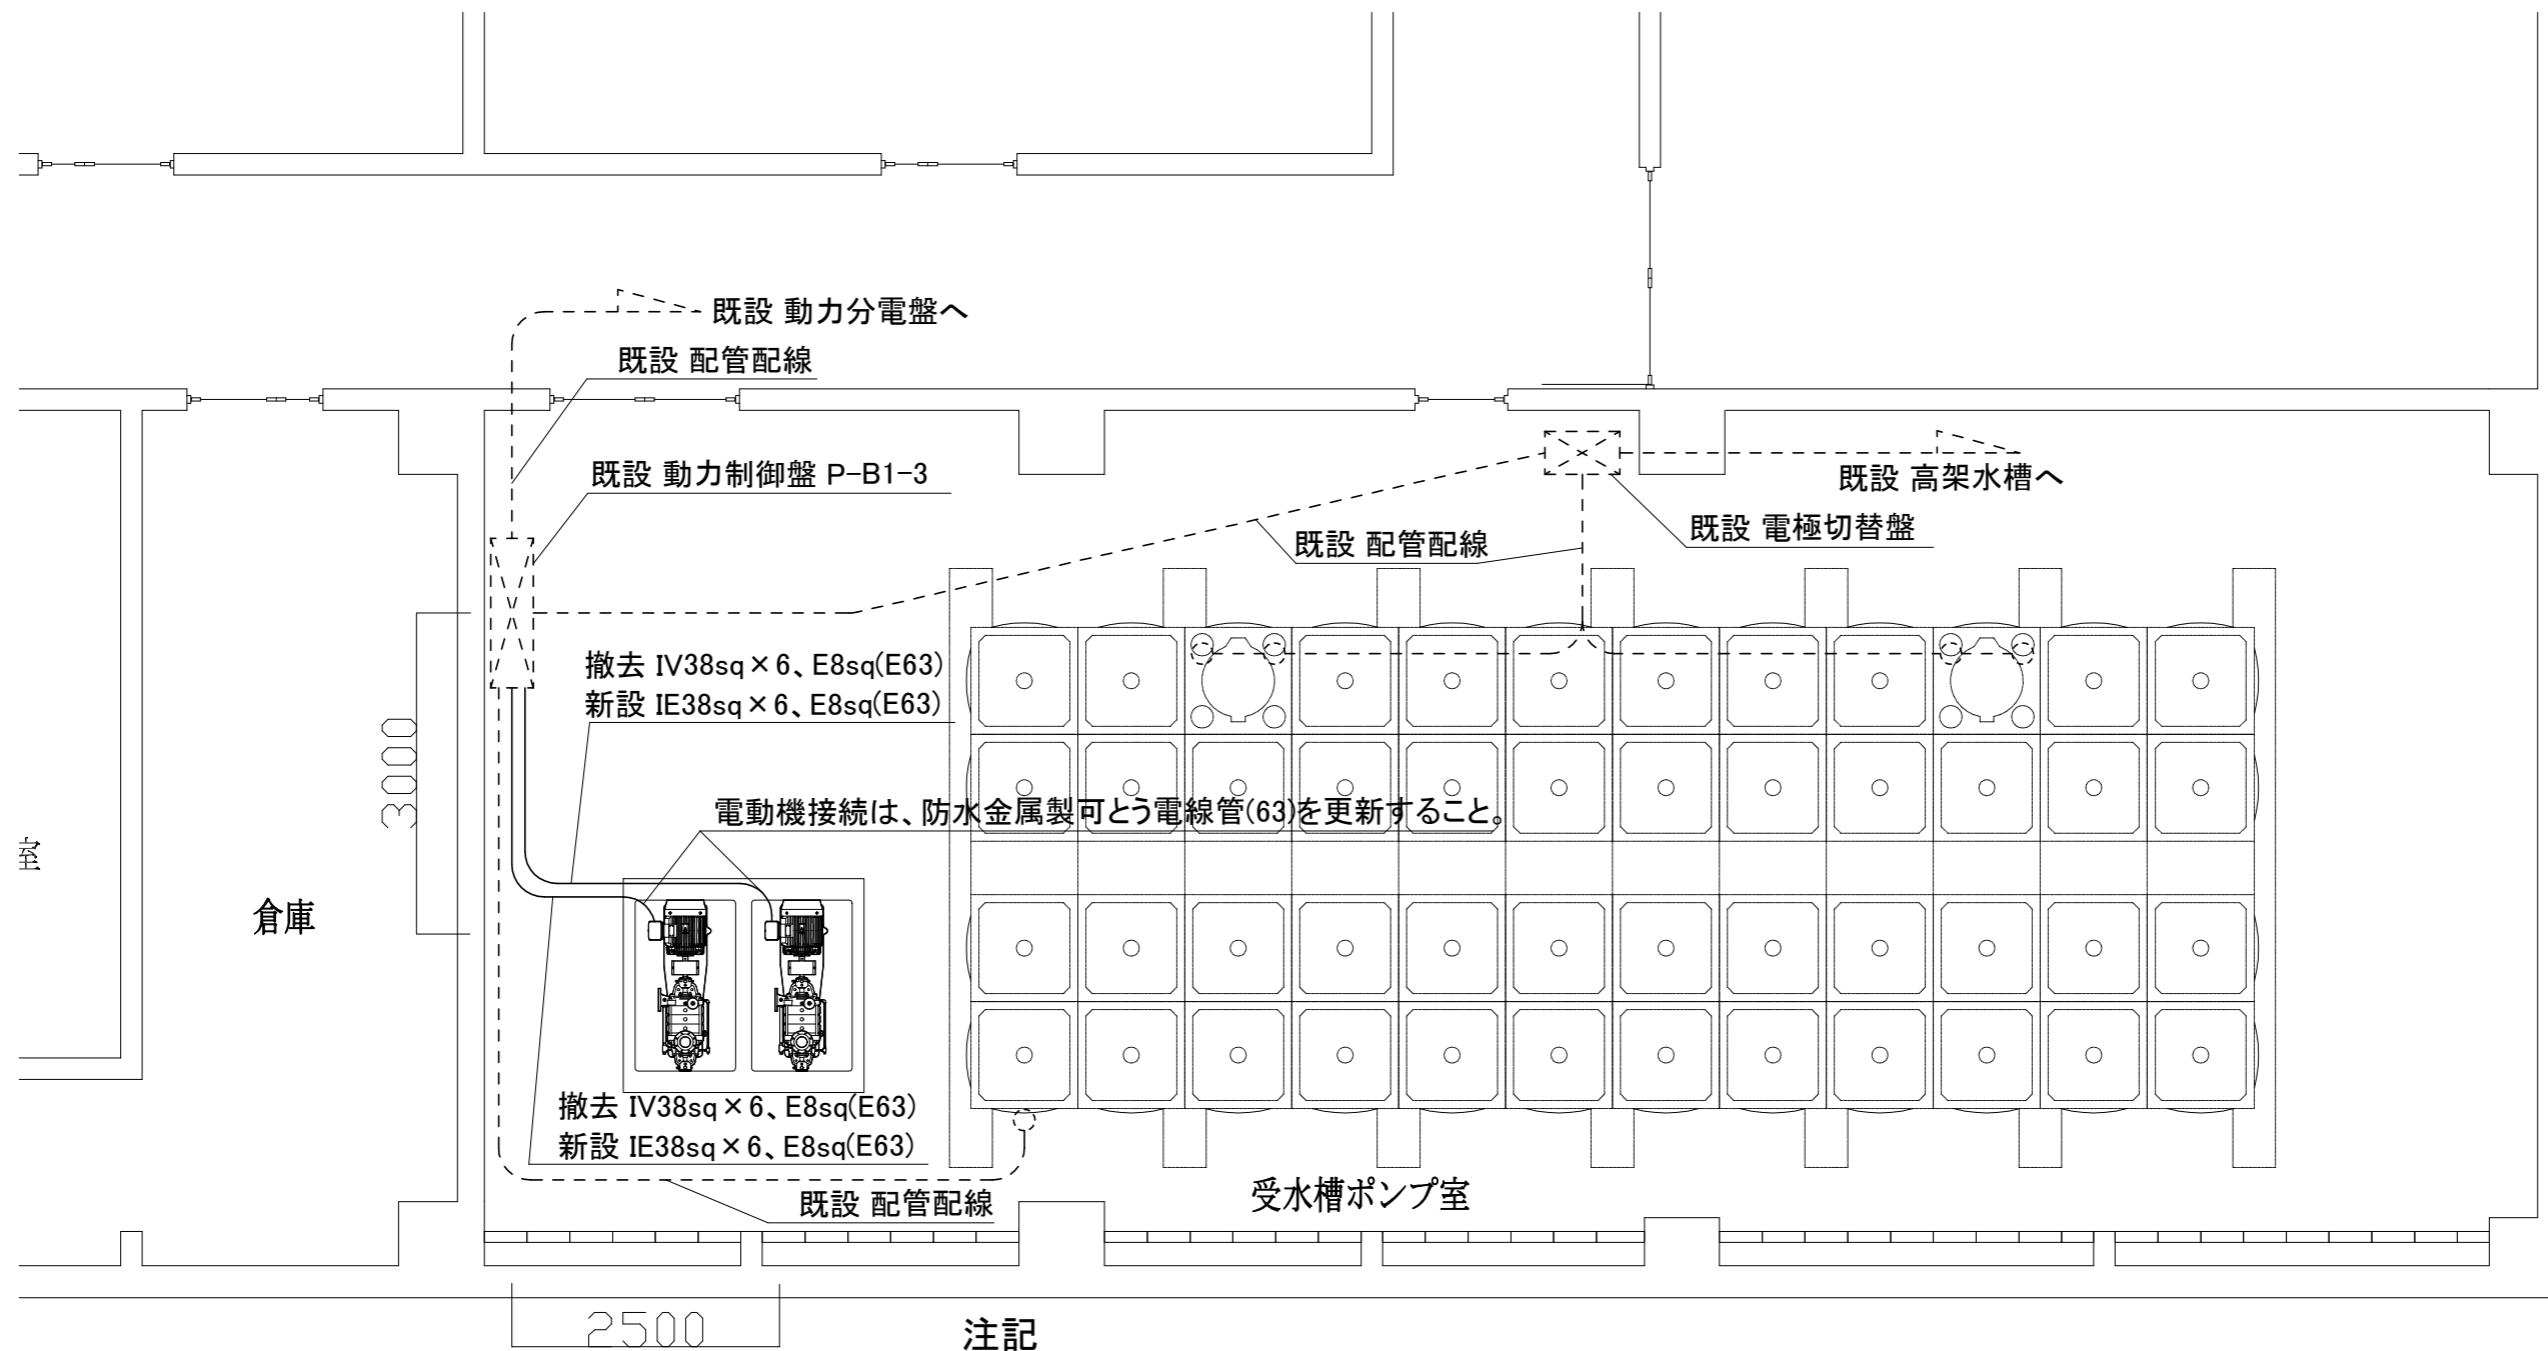 既設 動力分電盤へ
既設 配管配線
既設 動力制御盤 P-B1-3
既設 高架水槽へ
既設 電極切替盤
既設 配管配線
撤去 IV38sq×6、E8sq(E63)
新設 IE38sq×6、E8sq(E63)
3000
電動機接続は、防水金属製可とう電線管(63)を更新すること。
室
倉庫
撤去 IV38sq×6、E8sq(E63)
新設 IE38sq×6、E8sq(E63)
既設 配管配線
受水槽ポンプ室
2500
注記